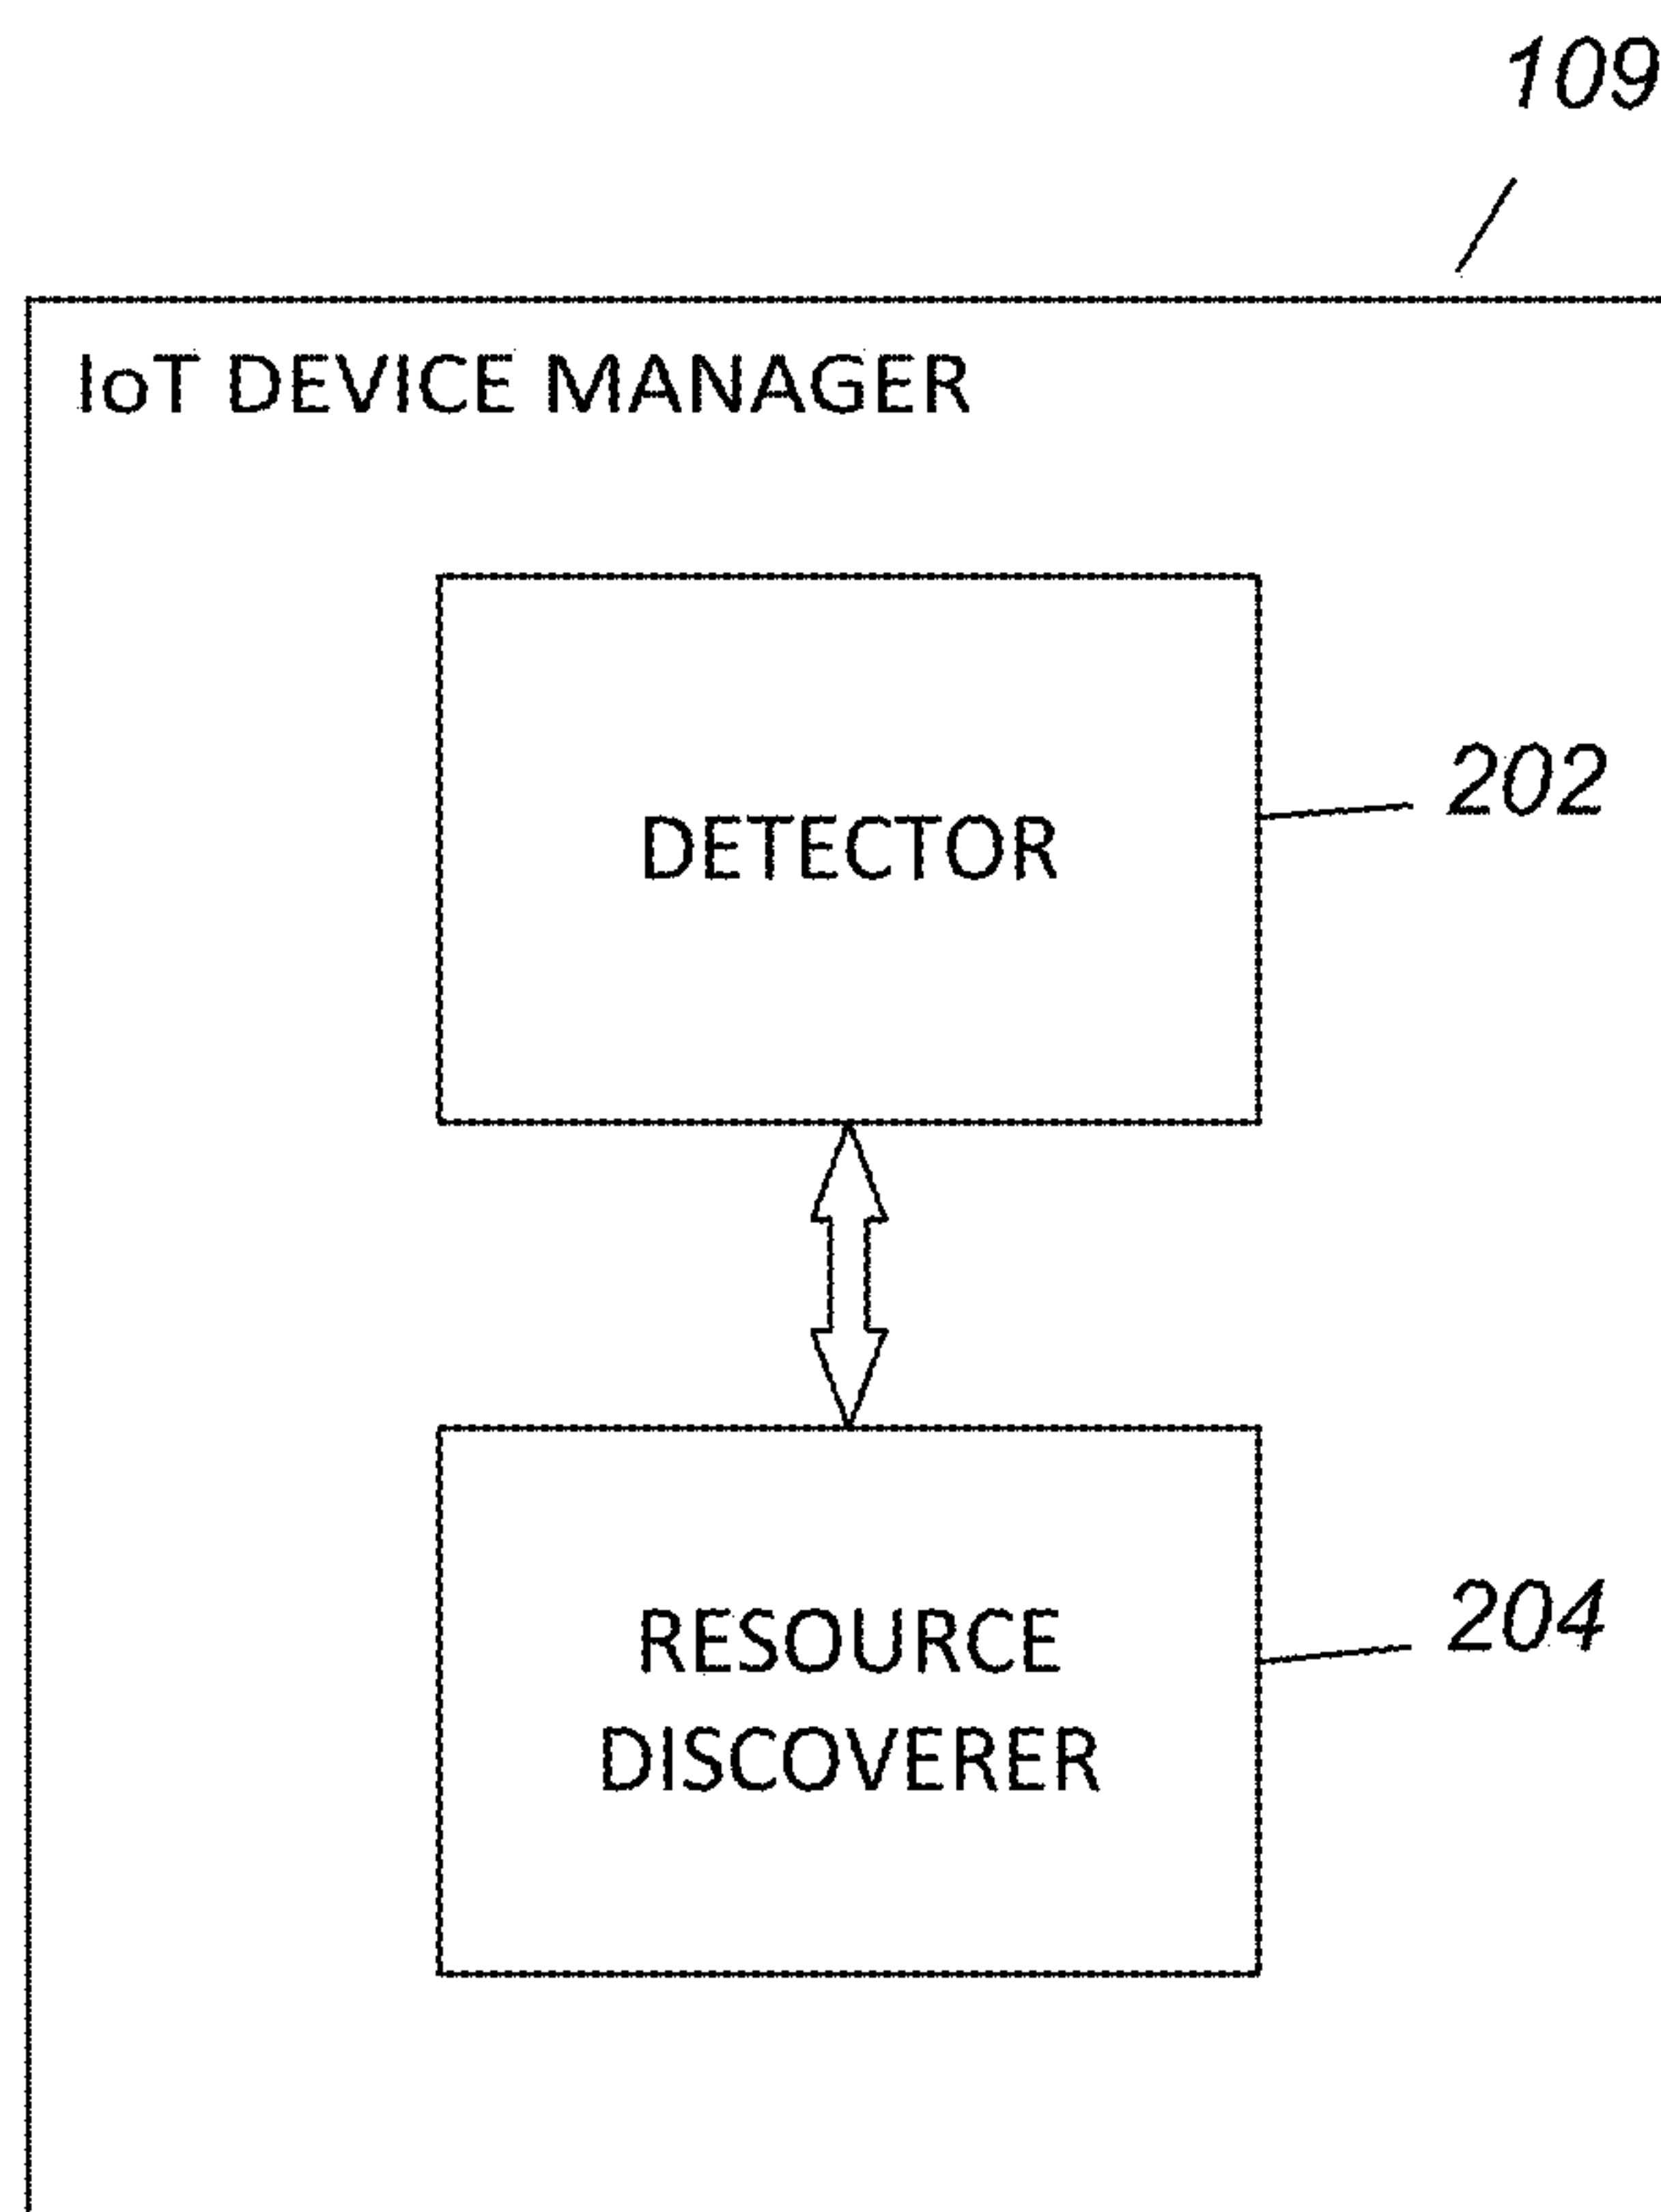 109
IoT DEVICE MANAGER
DETECTOR
202
RESOURCE
DISCOVERER
204